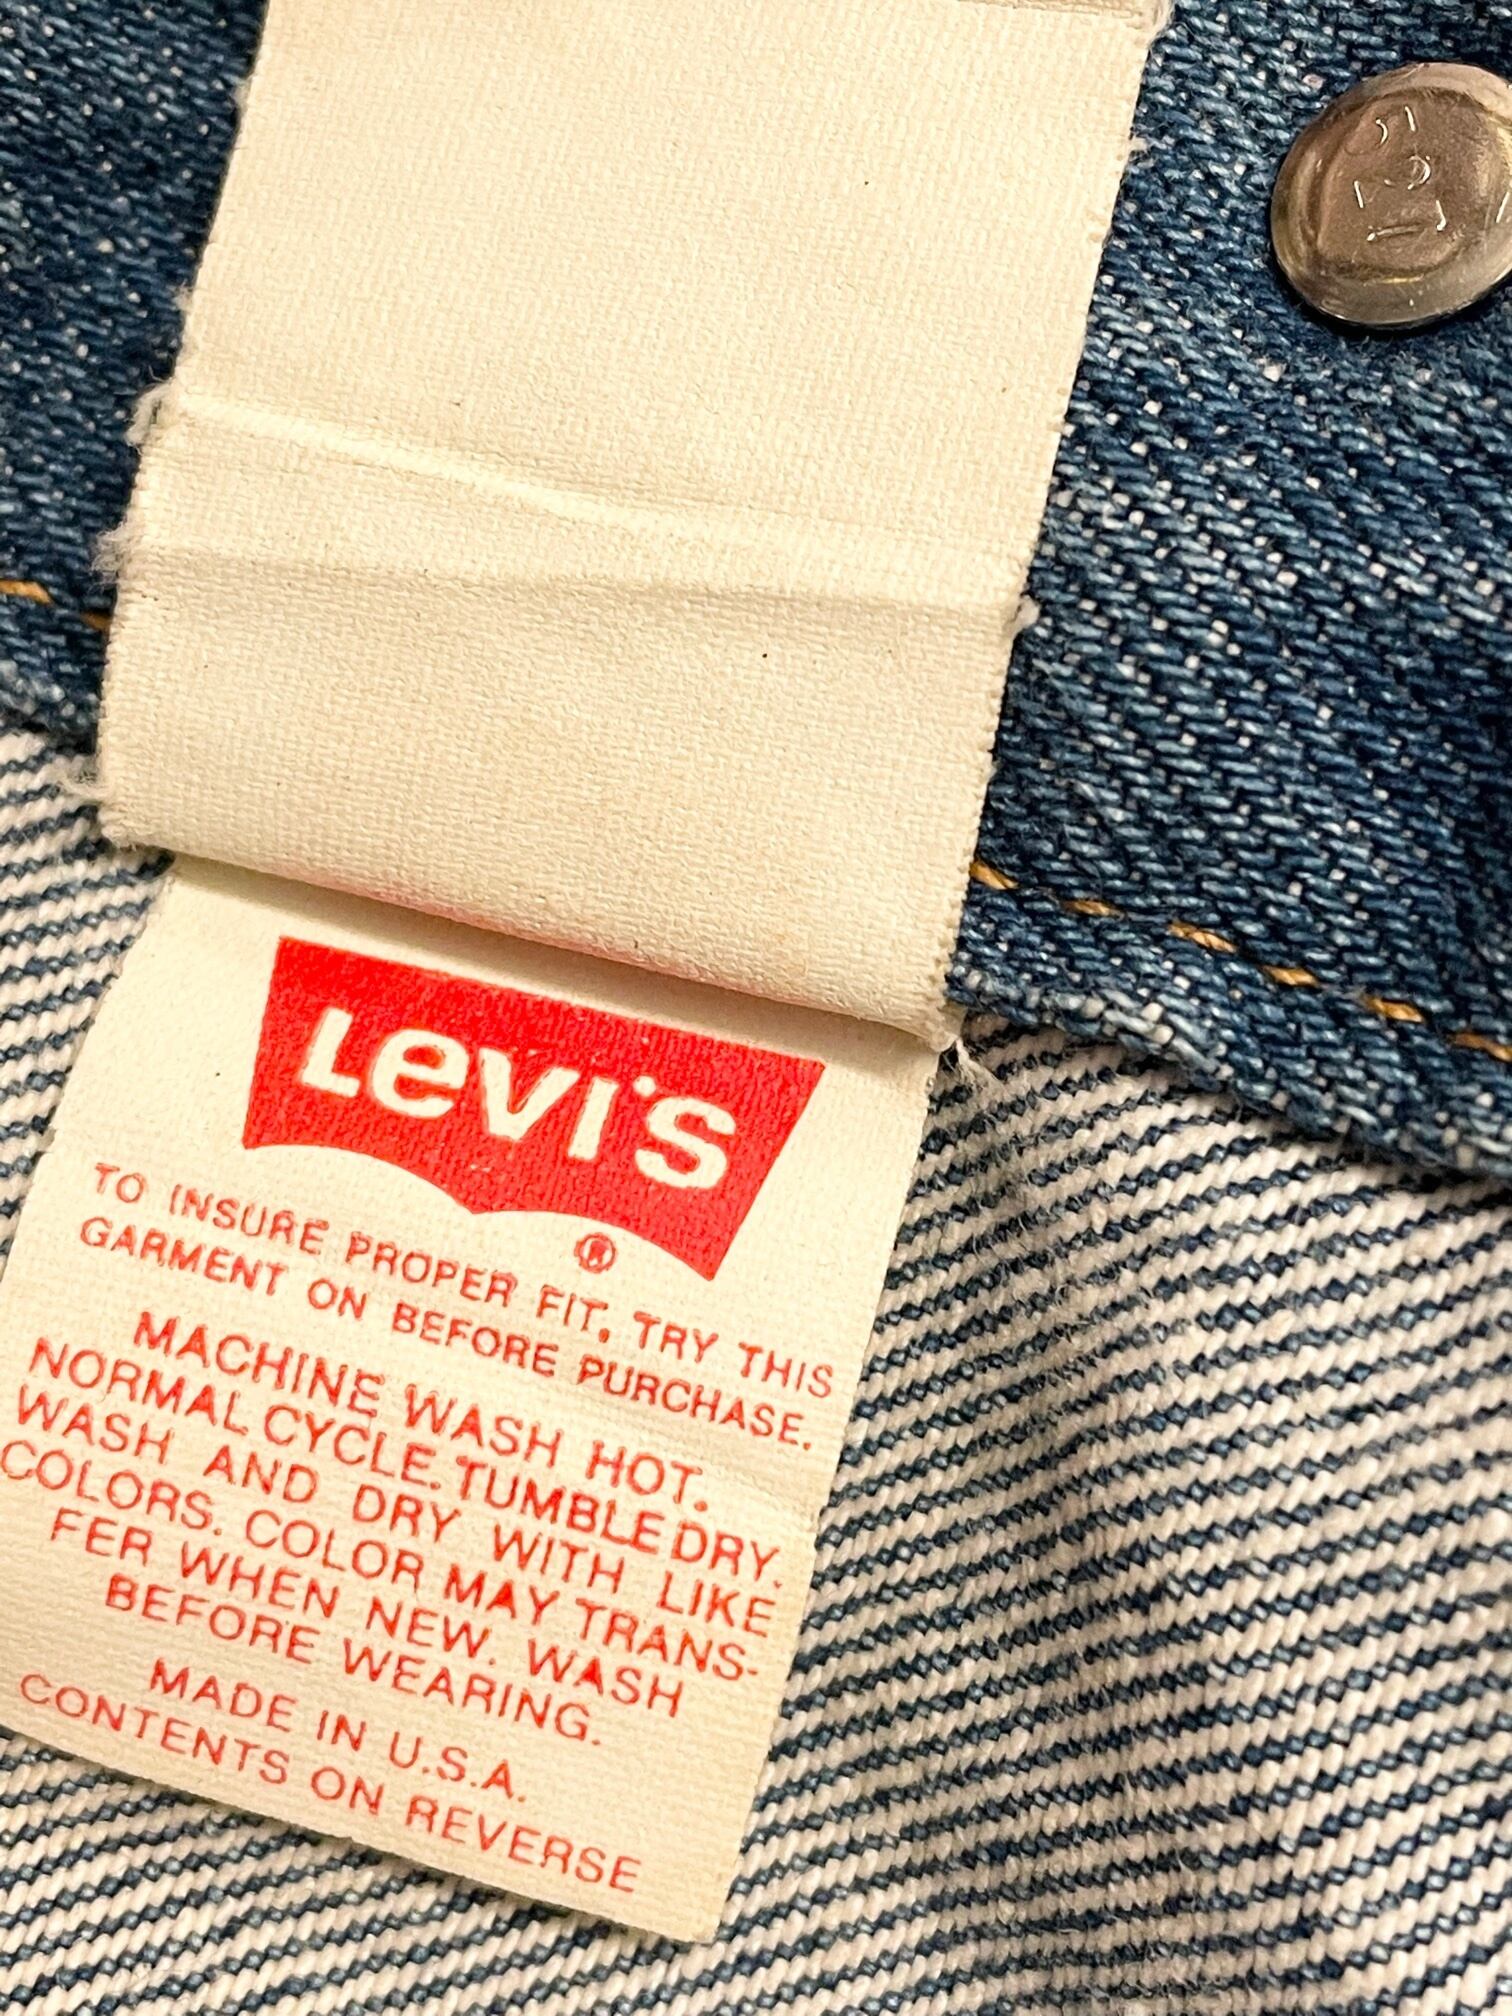 Levi's
®
TO INSURE PROPER FIT, TRY THIS
GARMENT ON BEFORE PURCHASE.
MACHINE WASH HOT.
NORMAL CYCLE. TUMBLE DRY.
WASH AND DRY WITH LIKE
COLORS. COLOR MAY TRANS-
FER WHEN NEW. WASH
BEFORE WEARING.
MADE IN U.S.A.
CONTENTS ON REVERSE